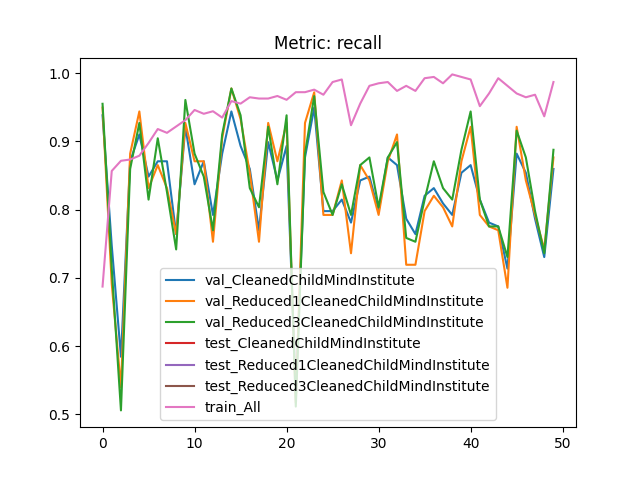 Metric: recall
1.0
0.9
0.8
0.7
0.6
0.5
val_CleanedChildMindInstitute
val_Reduced1CleanedChildMindInstitute
val_Reduced3CleanedChildMindInstitute
test_CleanedChildMindInstitute
test_Reduced1CleanedChildMindInstitute
test_Reduced3CleanedChildMindInstitute
train_All
0 10 20 30 40 50